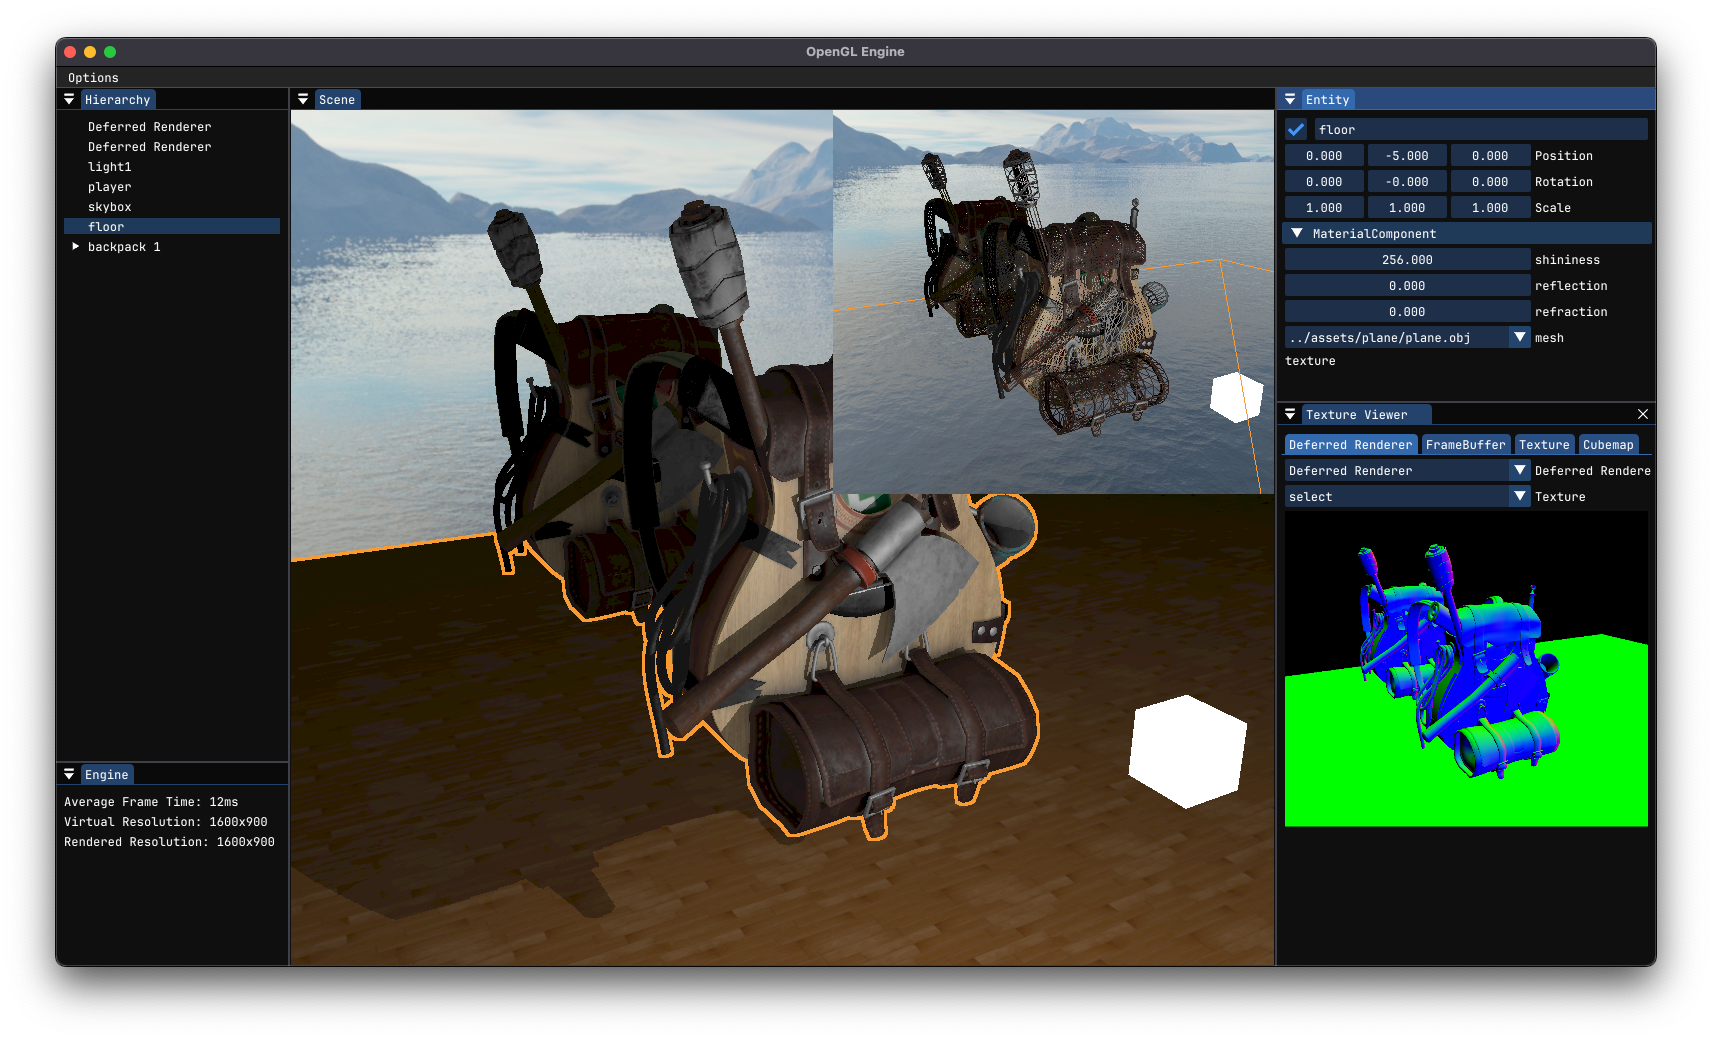 OpenGL Engine
Options
Hierarchy
Deferred Renderer
Deferred Renderer
light1
player
skybox
floor
backpack 1
Engine
Average Frame Time: 12ms
Virtual Resolution: 1600x900
Rendered Resolution: 1600x900
Scene
Entity
floor
0.000 -5.000 0.000 Position
0.000 -0.000 0.000 Rotation
1.000 1.000 1.000 Scale
MaterialComponent
256.000 shininess
0.000 reflection
0.000 refraction
../assets/plane/plane.obj mesh
texture
Texture Viewer
Deferred Renderer FrameBuffer Texture Cubemap
Deferred Renderer Deferred Rendere
select Texture